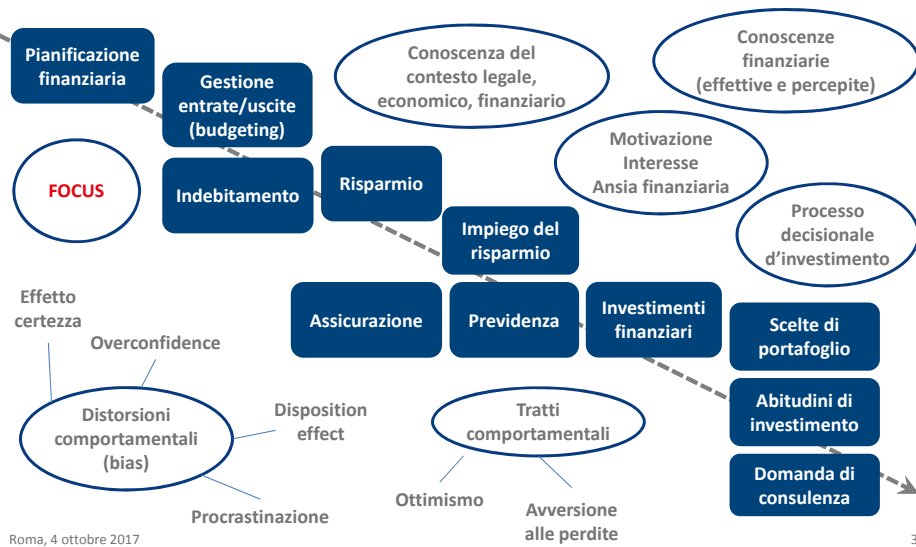 Pianificazione
finanziaria
Gestione
entrate/uscite
(budgeting)
Conoscenza del
contesto legale,
economico, finanziario
Conoscenze
finanziarie
(effettive e percepite)
FOCUS
Indebitamento
Risparmio
Motivazione
Interesse
Ansia finanziaria
Impiego del
risparmio
Processo
decisionale
d'investimento
Effetto
certezza
Overconfidence
Assicurazione
Previdenza
Investimenti
finanziari
Scelte di
portafoglio
Distorsioni
comportamentali
(bias)
Disposition
effect
Tratti
comportamentali
Abitudini di
investimento
Procrastinazione
Ottimismo
Avversione
alle perdite
Domanda di
consulenza
Roma, 4 ottobre 2017
3